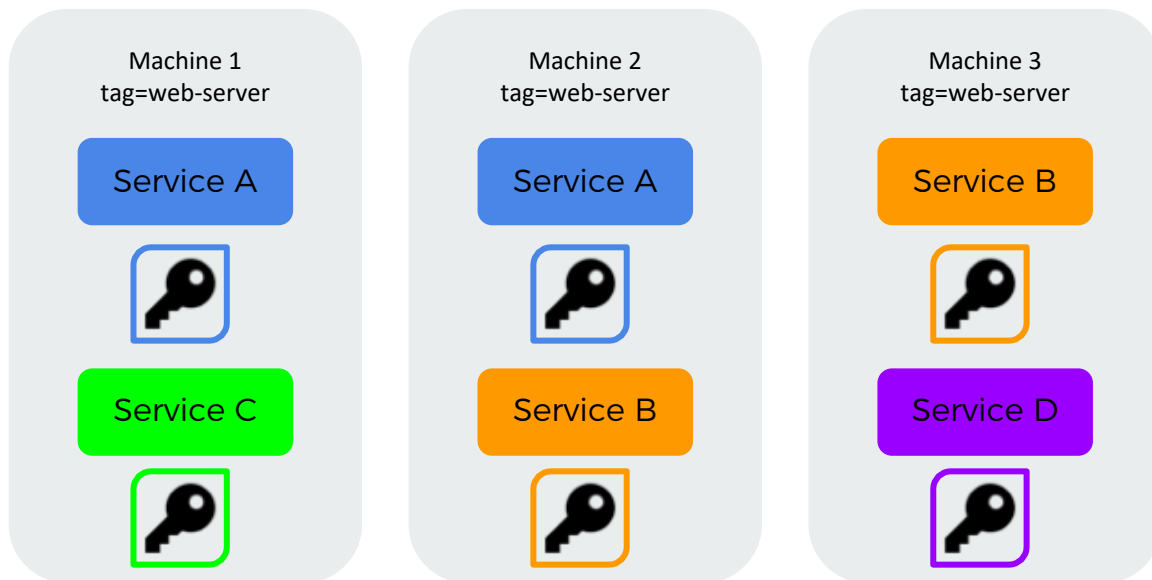 Machine 1
tag=web-server
Service A
Service C
Machine 2
tag=web-server
Service A
Service B
Machine 3
tag=web-server
Service B
Service D